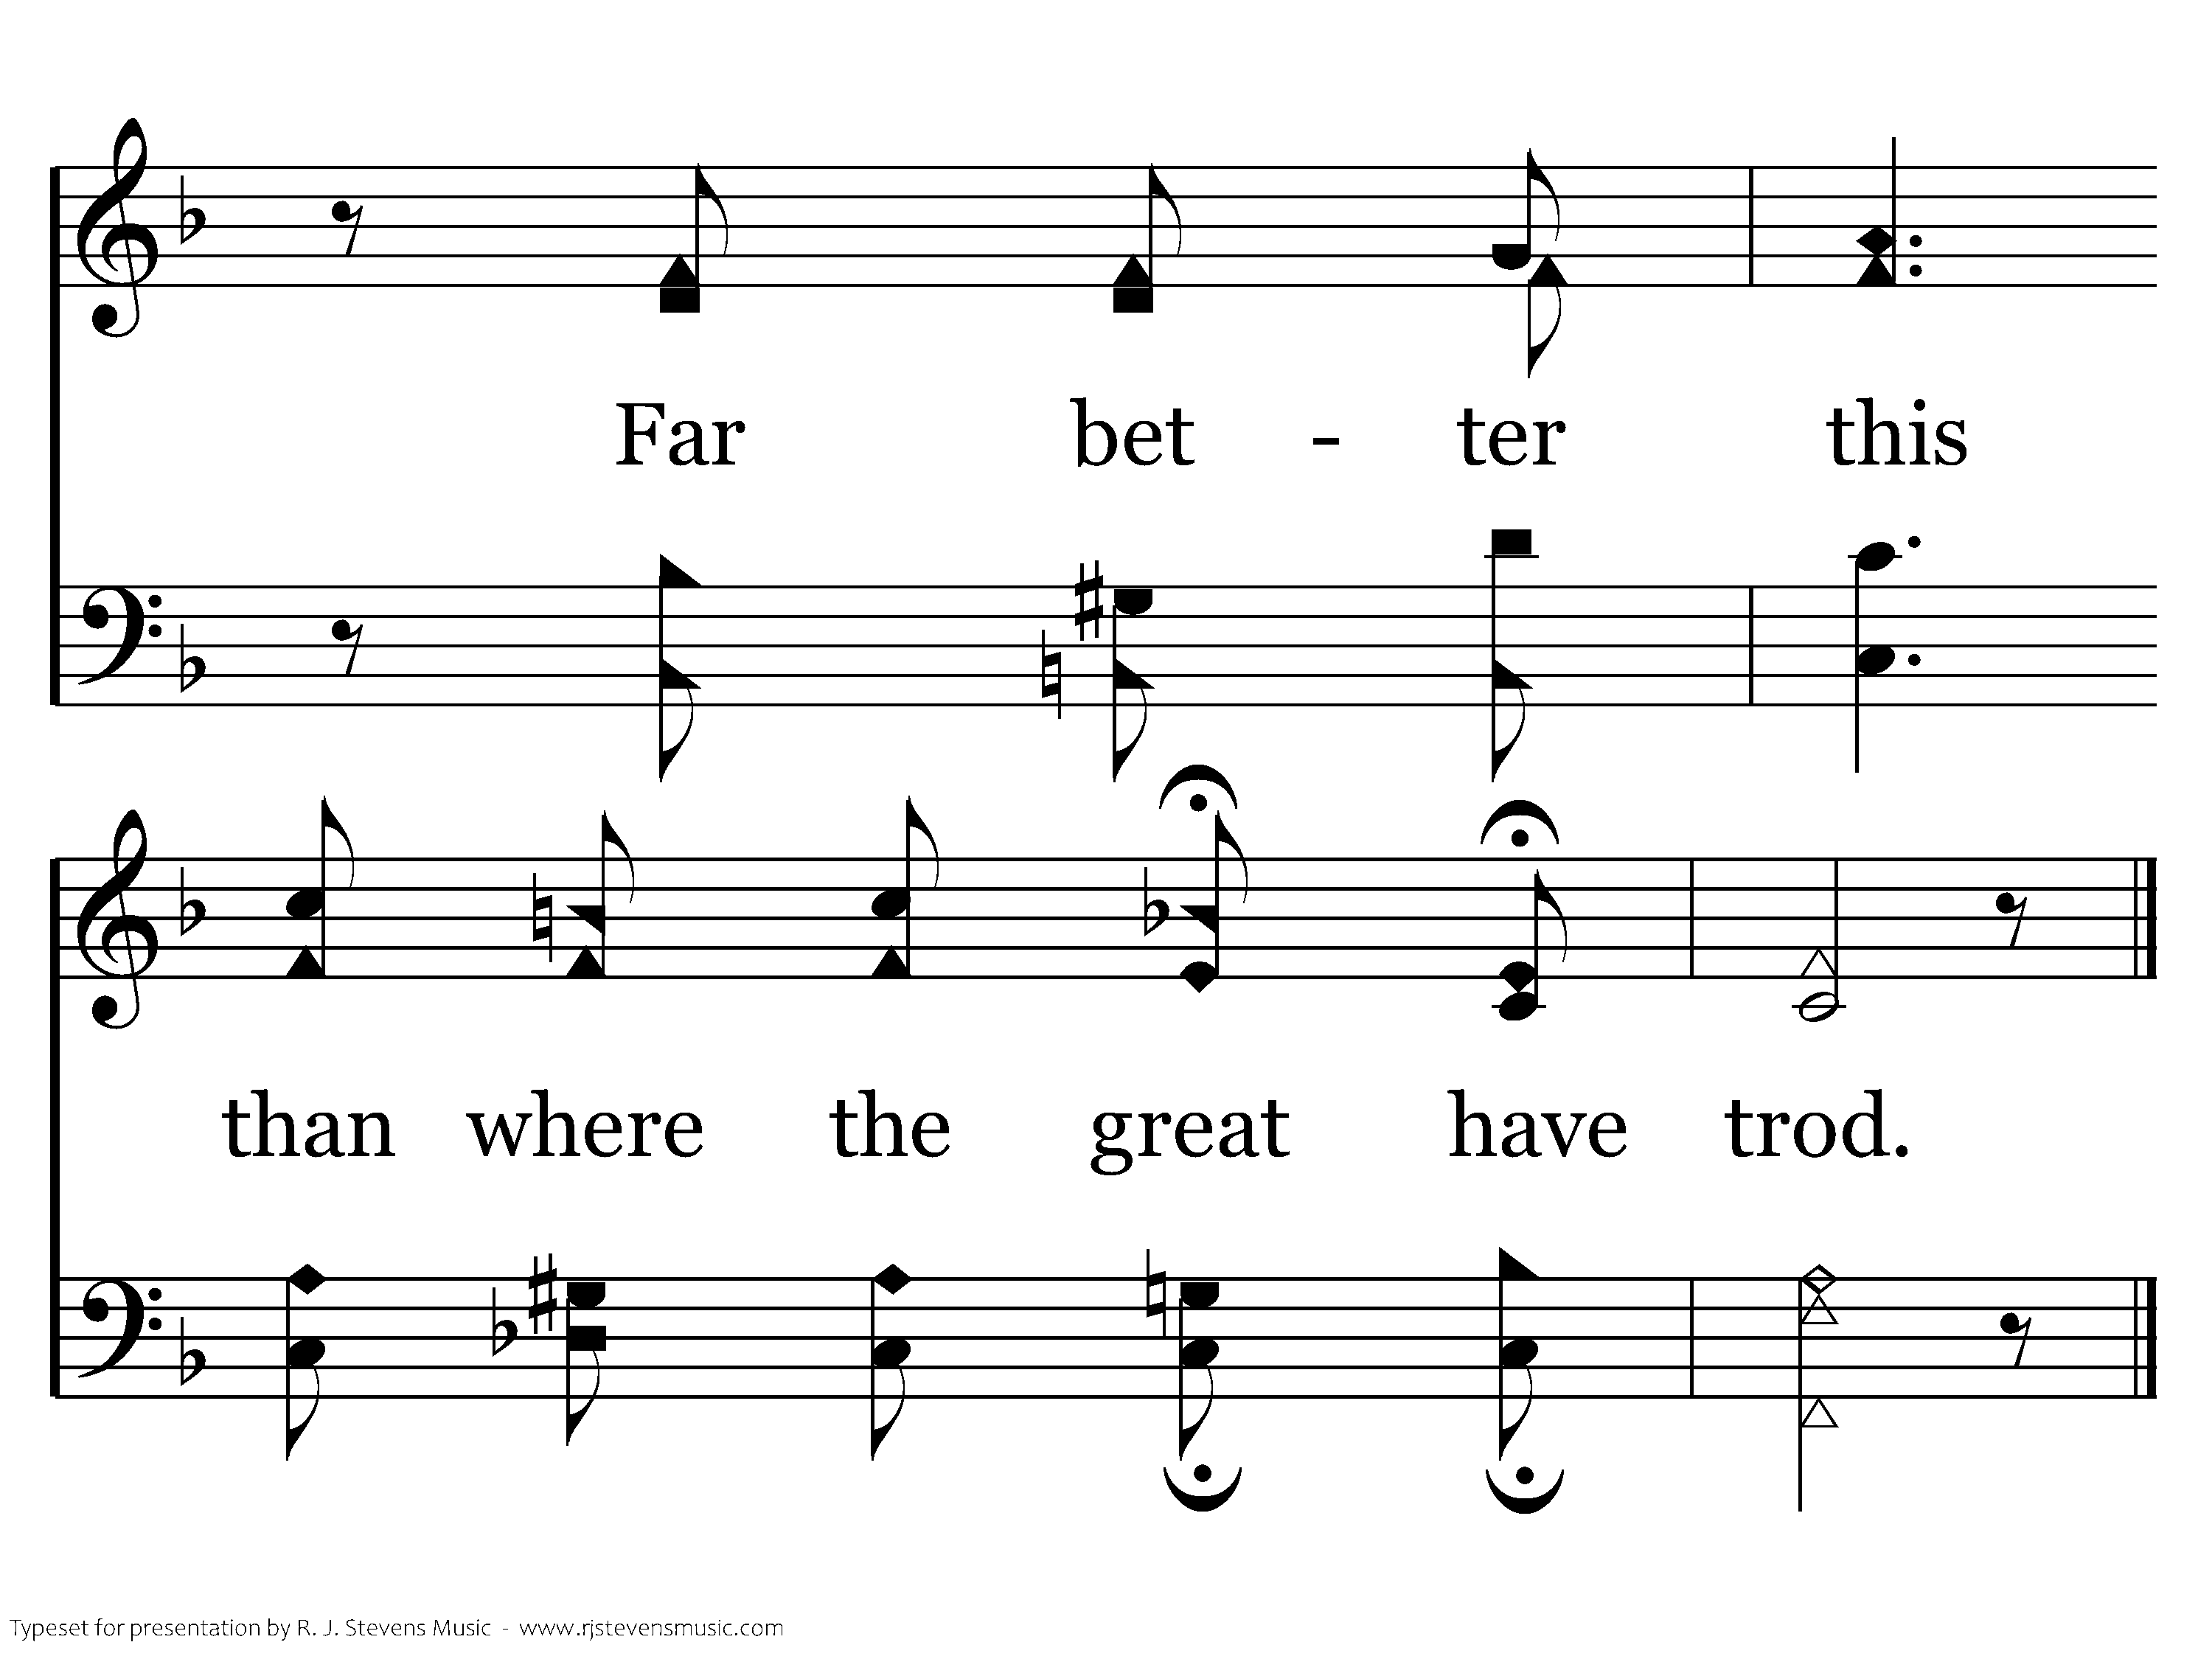 Far bet - ter this
than where the great have trod.
Typeset for presentation by R. J. Stevens Music - www.rjstevensmusic.com